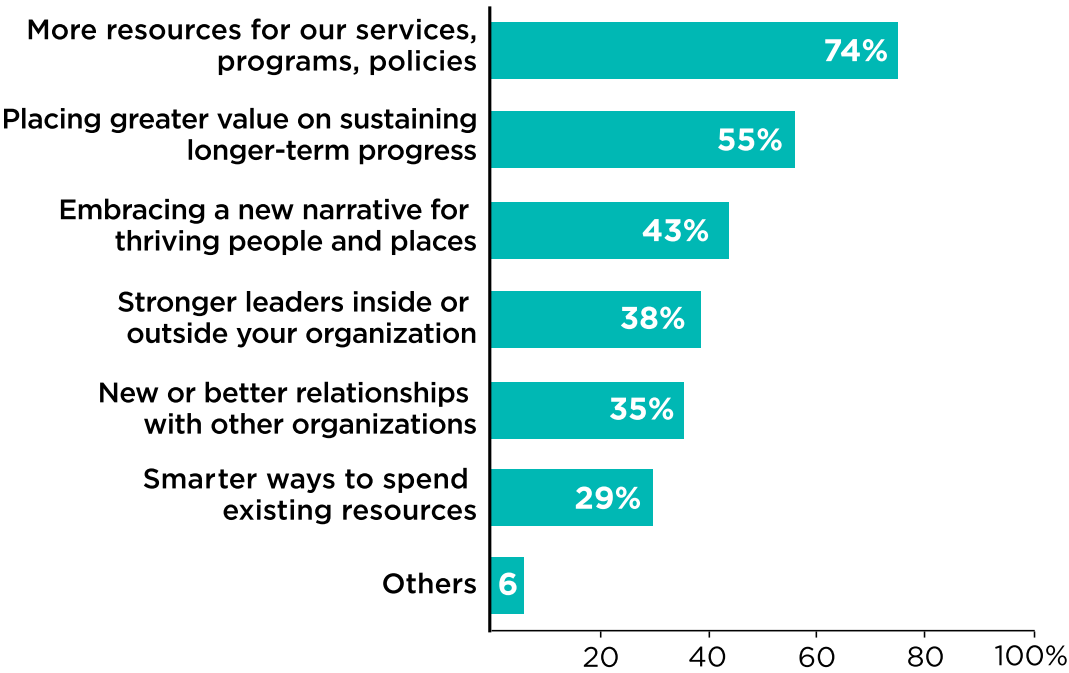 More resources for our services,
programs, policies
74%
Placing greater value on sustaining
longer-term progress
55%
Embracing a new narrative for
thriving people and places
43%
Stronger leaders inside or
outside your organization
38%
New or better relationships
with other organizations
35%
Smarter ways to spend
existing resources
29%
Others
6
20 40 60 80 100%